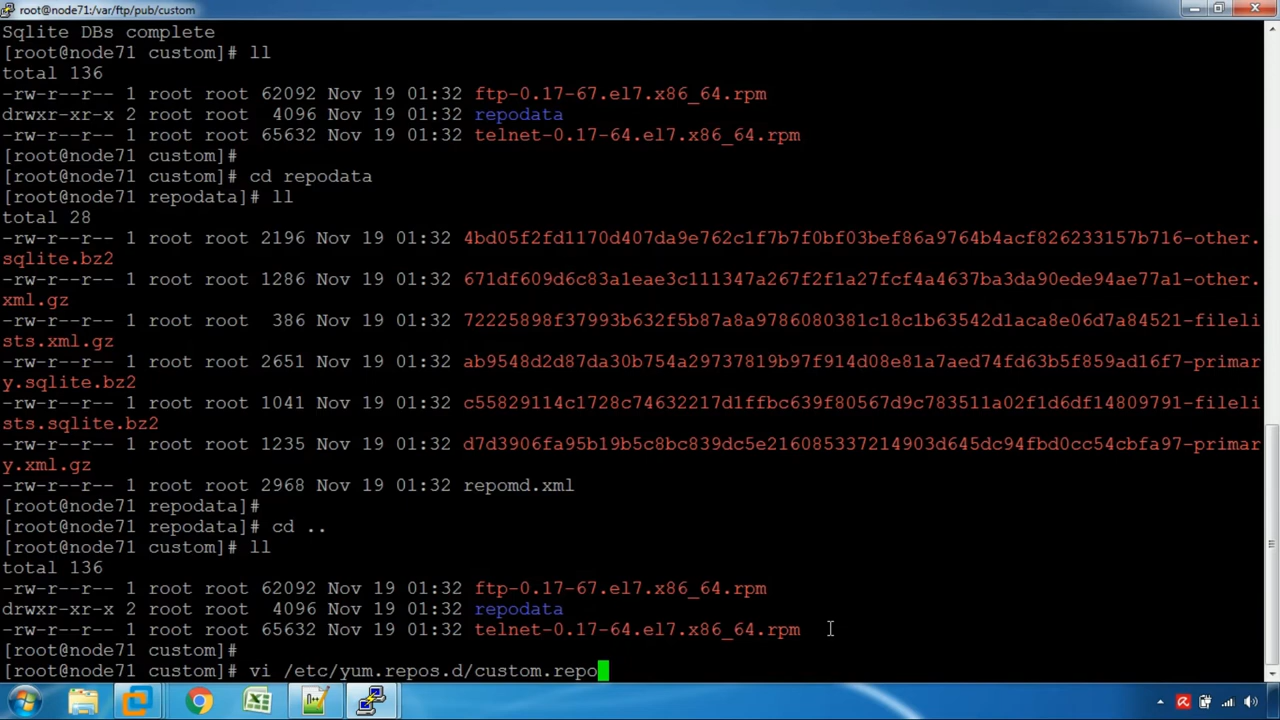 root@node71:/var/ftp/pub/custom
Sqlite DBs complete
[root@node71 custom]# ll
total 136
-rw-r--r-- 1 root root 62092 Nov 19 01:32 ftp-0.17-67.el7.x86_64.rpm
drwxr-xr-x 2 root root  4096 Nov 19 01:32 repodata
-rw-r--r-- 1 root root 65632 Nov 19 01:32 telnet-0.17-64.el7.x86_64.rpm
[root@node71 custom]#
[root@node71 custom]# cd repodata
[root@node71 repodata]# ll
total 28
-rw-r--r-- 1 root root 2196 Nov 19 01:32 4bd05f2fd1170d407da9e762c1f7b7f0bf03bef86a9764b4acf826233157b716-other.
sqlite.bz2
-rw-r--r-- 1 root root 1286 Nov 19 01:32 671df609d6c83a1eae3c111347a267f2f1a27fcf4a4637ba3da90ede94ae77a1-other.
xml.gz
-rw-r--r-- 1 root root  386 Nov 19 01:32 72225898f37993b632f5b87a8a9786080381c18c1b63542d1aca8e06d7a84521-fileli
sts.xml.gz
-rw-r--r-- 1 root root 2651 Nov 19 01:32 ab9548d2d87da30b754a29737819b97f914d08e81a7aed74fd63b5f859ad16f7-primar
y.sqlite.bz2
-rw-r--r-- 1 root root 1041 Nov 19 01:32 c55829114c1728c74632217d1ffbc639f80567d9c783511a02f1d6df14809791-fileli
sts.sqlite.bz2
-rw-r--r-- 1 root root 1235 Nov 19 01:32 d7d3906fa95b19b5c8bc839dc5e216085337214903d645dc94fbd0cc54cbfa97-primar
y.xml.gz
-rw-r--r-- 1 root root 2968 Nov 19 01:32 repomd.xml
[root@node71 repodata]#
[root@node71 repodata]# cd ..
[root@node71 custom]# ll
total 136
-rw-r--r-- 1 root root 62092 Nov 19 01:32 ftp-0.17-67.el7.x86_64.rpm
drwxr-xr-x 2 root root  4096 Nov 19 01:32 repodata
-rw-r--r-- 1 root root 65632 Nov 19 01:32 telnet-0.17-64.el7.x86_64.rpm
[root@node71 custom]#
[root@node71 custom]# vi /etc/yum.repos.d/custom.repo